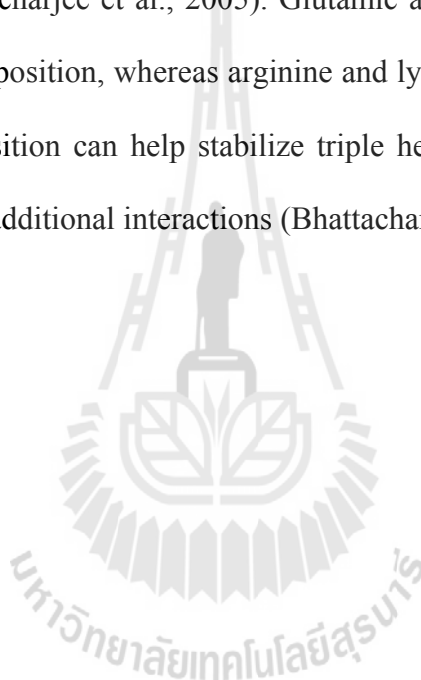 charjee et al., 2005). Glutamic a
position, whereas arginine and ly
sition can help stabilize triple he
additional interactions (Bhattachar
มหาวิทยาลัยเทคโนโลยีสุรนารี